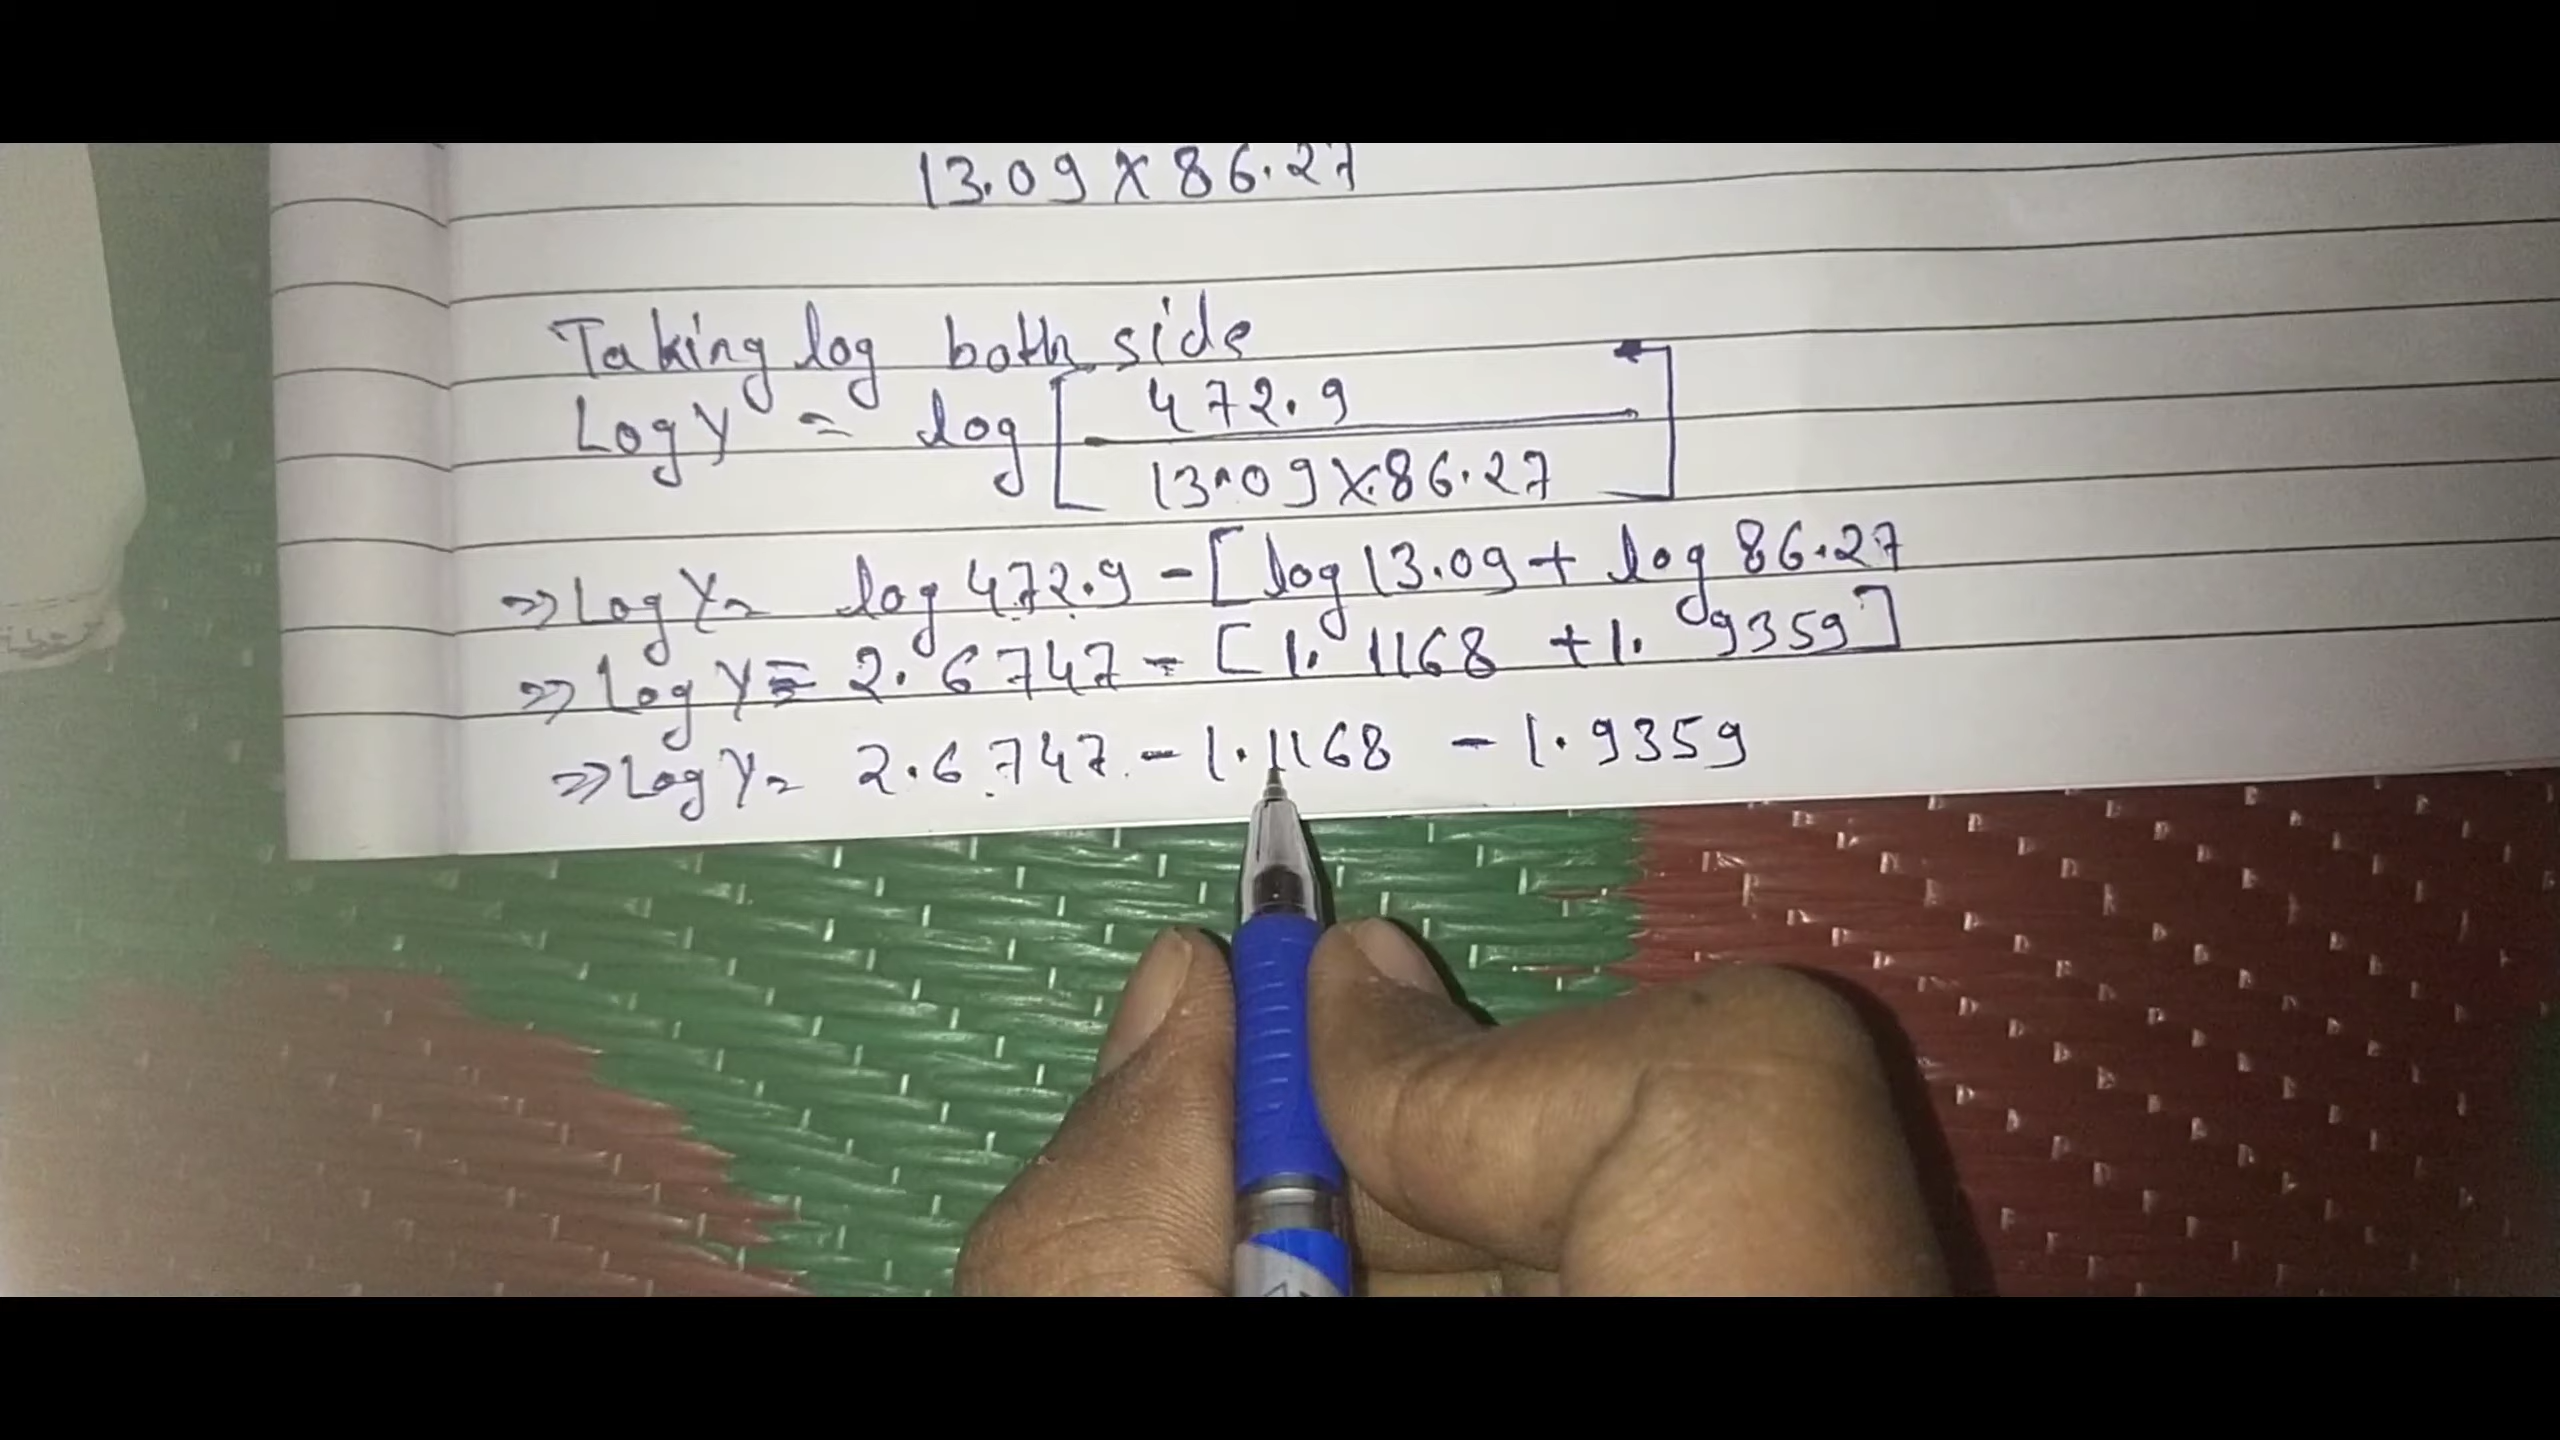 13.09 × 86.27
Taking log both side
Log Y = log [ 472.9
13.09 × 86.27 ]
⇒ Log Y = log 472.9 - [log 13.09 + log 86.27
⇒ Log Y = 2.6747 - [1.1168 + 1.9359]
⇒ Log Y = 2.6747 - 1.1168 - 1.9359